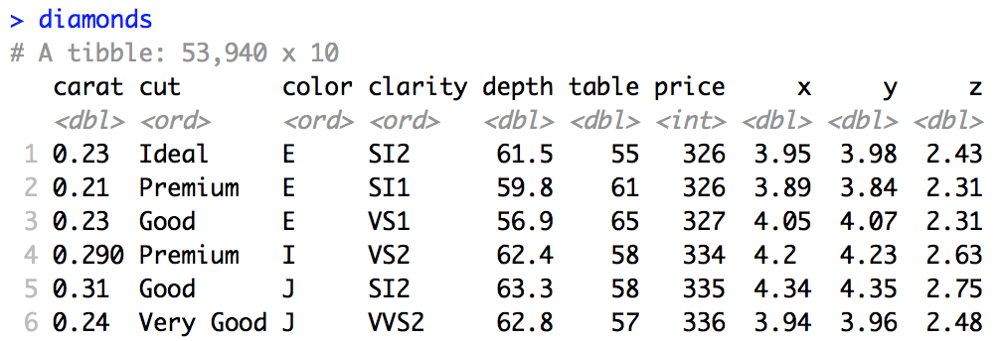 > diamonds
# A tibble: 53,940 x 10
carat cut color clarity depth table price x y z
<dbl> <ord> <ord> <ord> <dbl> <dbl> <int> <dbl> <dbl> <dbl>
1 0.23 Ideal E SI2 61.5 55 326 3.95 3.98 2.43
2 0.21 Premium E SI1 59.8 61 326 3.89 3.84 2.31
3 0.23 Good E VS1 56.9 65 327 4.05 4.07 2.31
4 0.290 Premium I VS2 62.4 58 334 4.2 4.23 2.63
5 0.31 Good J SI2 63.3 58 335 4.34 4.35 2.75
6 0.24 Very Good J VVS2 62.8 57 336 3.94 3.96 2.48